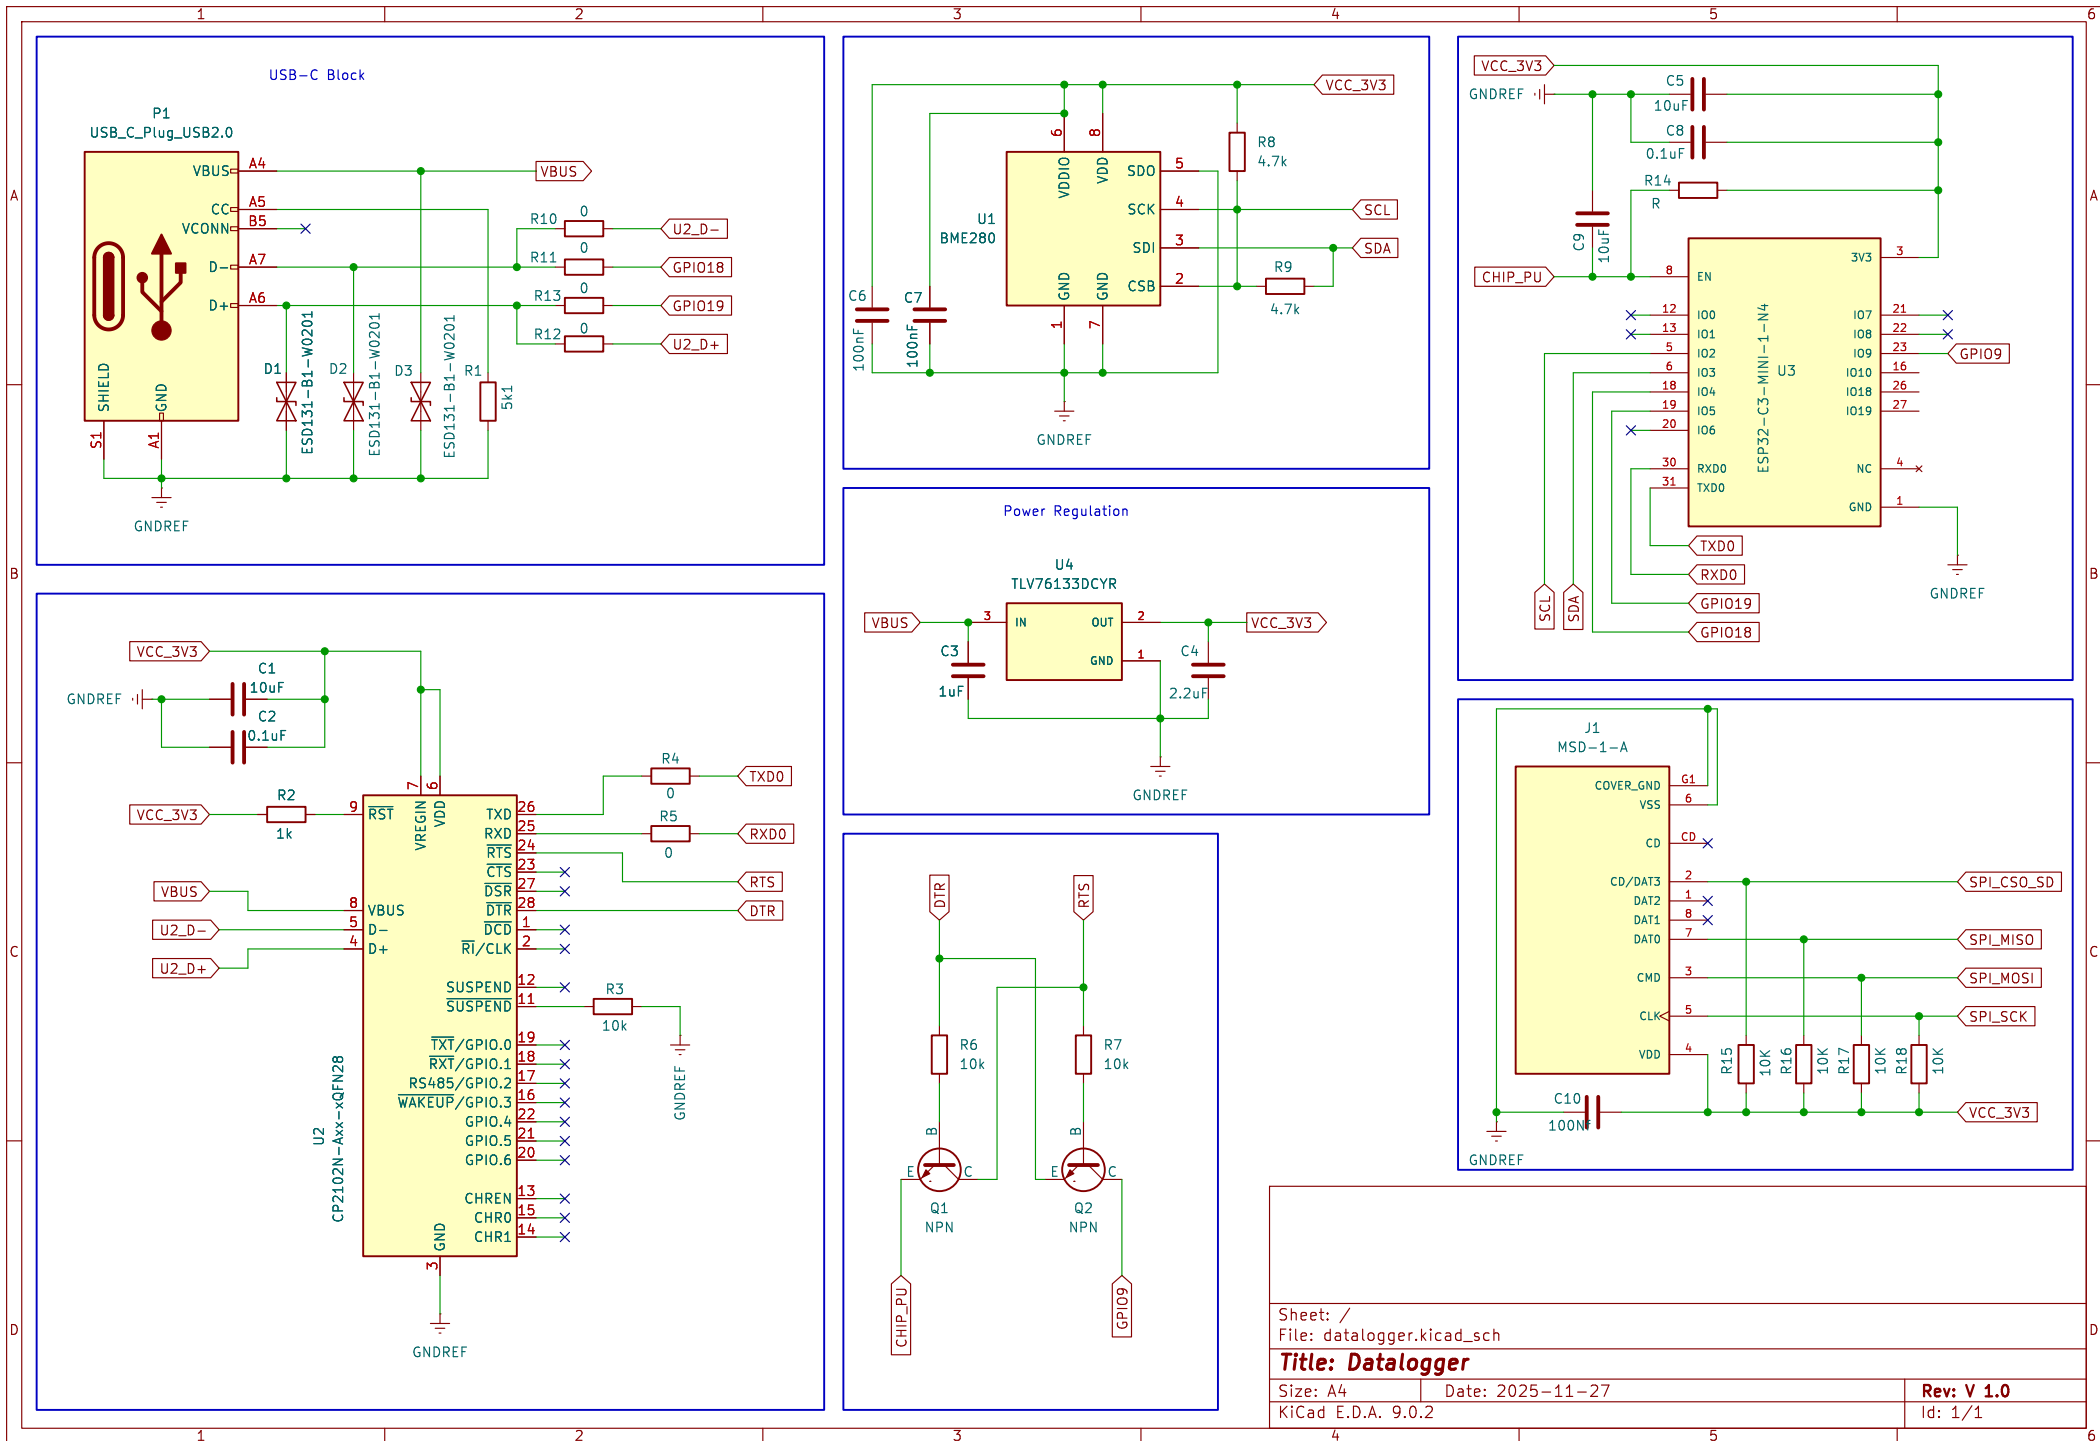 1 2 3 4 5 6
A
B
C
D
USB-C Block
P1
USB_C_Plug_USB2.0
VBUS A4
CC A5
VCONN B5
D- A7
D+ A6
SHIELD
GND
S1
A1
VBUS
R10 0 U2_D-
R11 0 GPIO18
R13 0 GPIO19
R12 0 U2_D+
D1 ESD131-B1-W0201
D2 ESD131-B1-W0201
D3 ESD131-B1-W0201
R1 5k1
GNDREF
VCC_3V3
C1
10uF
GNDREF
C2
0.1uF
VCC_3V3
R2
1k
VBUS
U2_D-
U2_D+
7 6
VREGIN
VDD
9 RST
8 VBUS
5 D-
4 D+
TXD 26
RXD 25
RTS 24
CTS 23
DSR 27
DTR 28
DCD 1
RI/CLK 2
SUSPEND 12
SUSPEND 11
TXT/GPIO.0 19
RXT/GPIO.1 18
RS485/GPIO.2 17
WAKEUP/GPIO.3 16
GPIO.4 22
GPIO.5 21
GPIO.6 20
CHREN 13
CHR0 15
CHR1 14
GND
3
U2
CP2102N-Axx-xQFN28
R4
0
TXD0
R5
0
RXD0
RTS
DTR
R3
10k
GNDREF
GNDREF
VCC_3V3
R8
4.7k
U1
BME280
6
8
VDDIO
VDD
SDO 5
SCK 4
SDI 3
CSB 2
GND
GND
1
7
SCL
SDA
R9
4.7k
C6
100nF
C7
100nF
GNDREF
Power Regulation
U4
TLV76133DCYR
VBUS
3 IN
OUT 2
GND 1
VCC_3V3
C3
1uF
C4
2.2uF
GNDREF
DTR
RTS
R6
10k
R7
10k
B
E
C
Q1
NPN
B
E
C
Q2
NPN
CHIP_PU
GPIO9
VCC_3V3
GNDREF
C5
10uF
C8
0.1uF
R14
R
C9
10uF
CHIP_PU
8 EN
12 IO0
13 IO1
5 IO2
6 IO3
18 IO4
19 IO5
20 IO6
30 RXD0
31 TXD0
3V3 3
IO7 21
IO8 22
IO9 23
IO10 16
IO18 26
IO19 27
NC 4
GND 1
U3
ESP32-C3-MINI-1-N4
GPIO9
TXD0
RXD0
GPIO19
GPIO18
SCL
SDA
GNDREF
J1
MSD-1-A
COVER_GND G1
VSS 6
CD CD
CD/DAT3 2
DAT2 1
DAT1 8
DAT0 7
CMD 3
CLK 5
VDD 4
SPI_CSO_SD
SPI_MISO
SPI_MOSI
SPI_SCK
R15 10K
R16 10K
R17 10K
R18 10K
C10
100NF
VCC_3V3
GNDREF
Sheet: /
File: datalogger.kicad_sch
Title: Datalogger
Size: A4 Date: 2025-11-27 Rev: V 1.0
KiCad E.D.A. 9.0.2 Id: 1/1
A
B
C
D
1 2 3 4 5 6